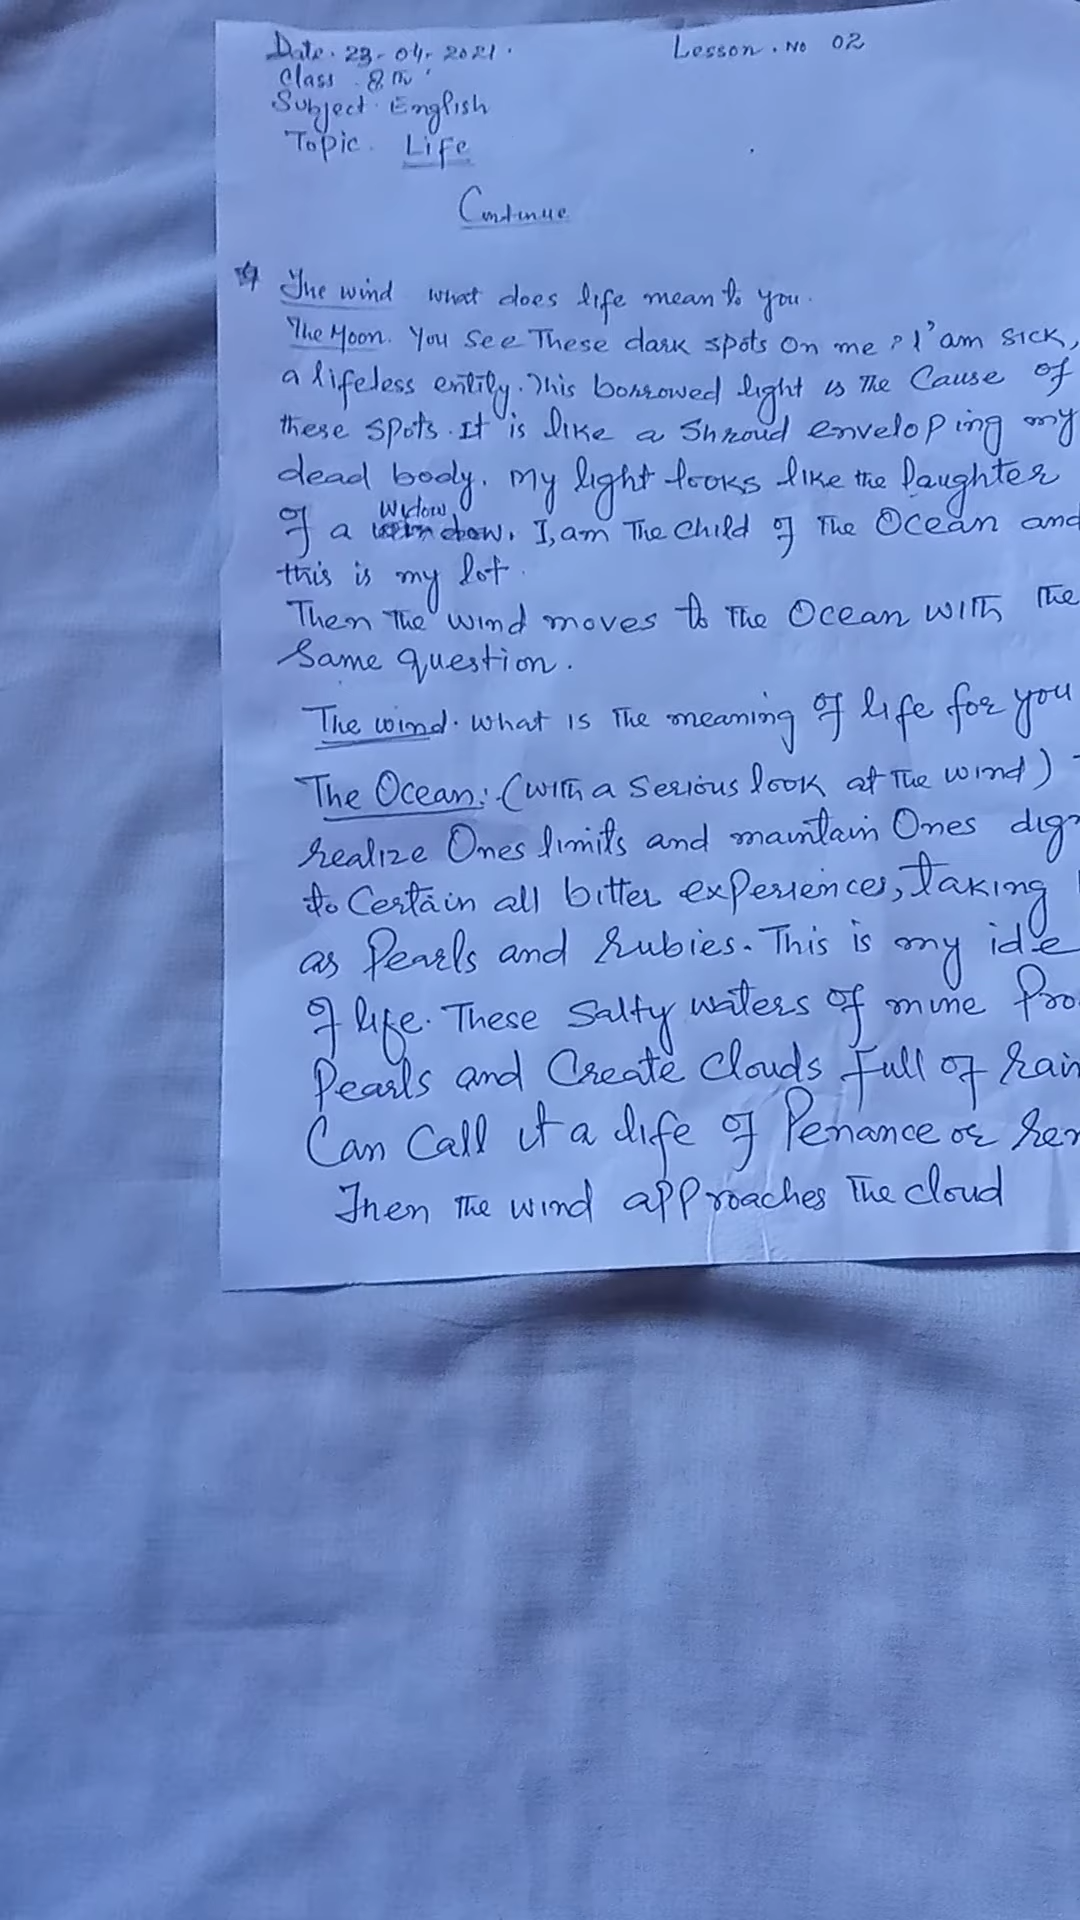 Date. 23-04-2021.
Lesson. No 02
Class 8th
Subject English
Topic. Life
Continue
The wind what does life mean to you.
The Moon. You see These dark spots on me? I'am sick,
a lifeless entity. This borrowed light is The Cause of
these spots. It is like a Shroud enveloping my
dead body. My light looks like the laughter
of a Widow. I, am The Child of The Ocean and
this is my lot.
Then The wind moves to The Ocean with The
Same question.
The wind. What is The meaning of life for you
The Ocean:-(with a serious look at The wind)
realize Ones limits and maintain Ones dig
to Certain all bitter experiences, taking
as Pearls and Rubies. This is my ide
of life. These Salty waters of mine Pro
Pearls and Create Clouds Full of Rain
Can Call it a life of Penance or Ren
Then The wind approaches The cloud